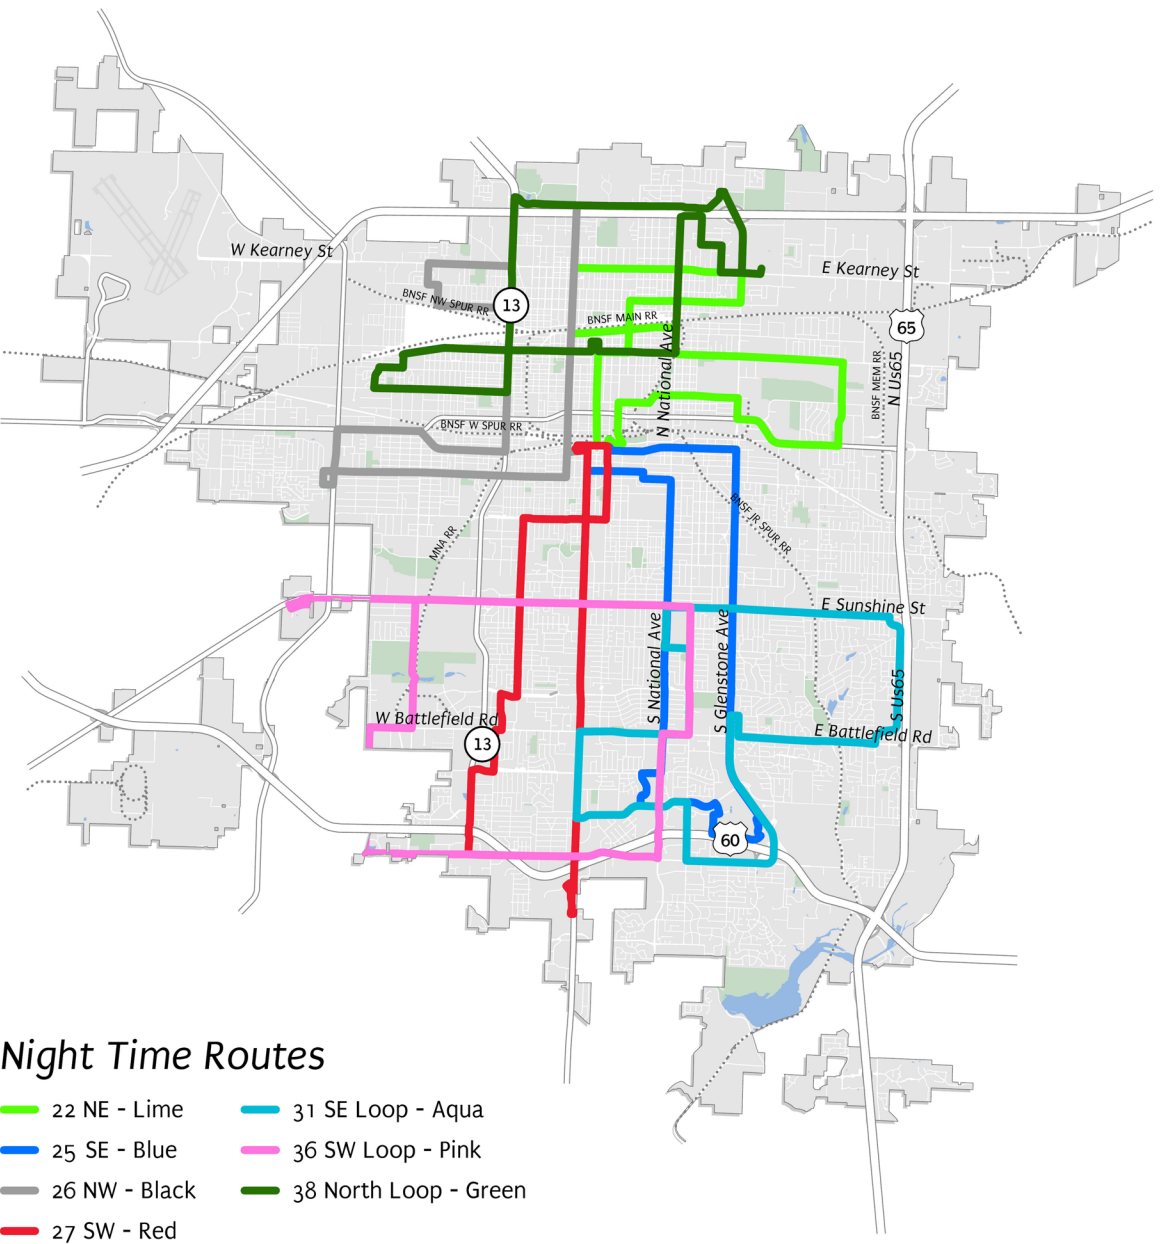 W Kearney St
E Kearney St
BNSF NW SPUR RR
13
BNSF MAIN RR
65
N National Ave
BNSF MEM RR
N Us65
BNSF W SPUR RR
BNSF JR SPUR RR
MNA RR
E Sunshine St
S National Ave
S Glenstone Ave
S Us65
W Battlefield Rd
E Battlefield Rd
13
60
Night Time Routes
22 NE - Lime
31 SE Loop - Aqua
25 SE - Blue
36 SW Loop - Pink
26 NW - Black
38 North Loop - Green
27 SW - Red